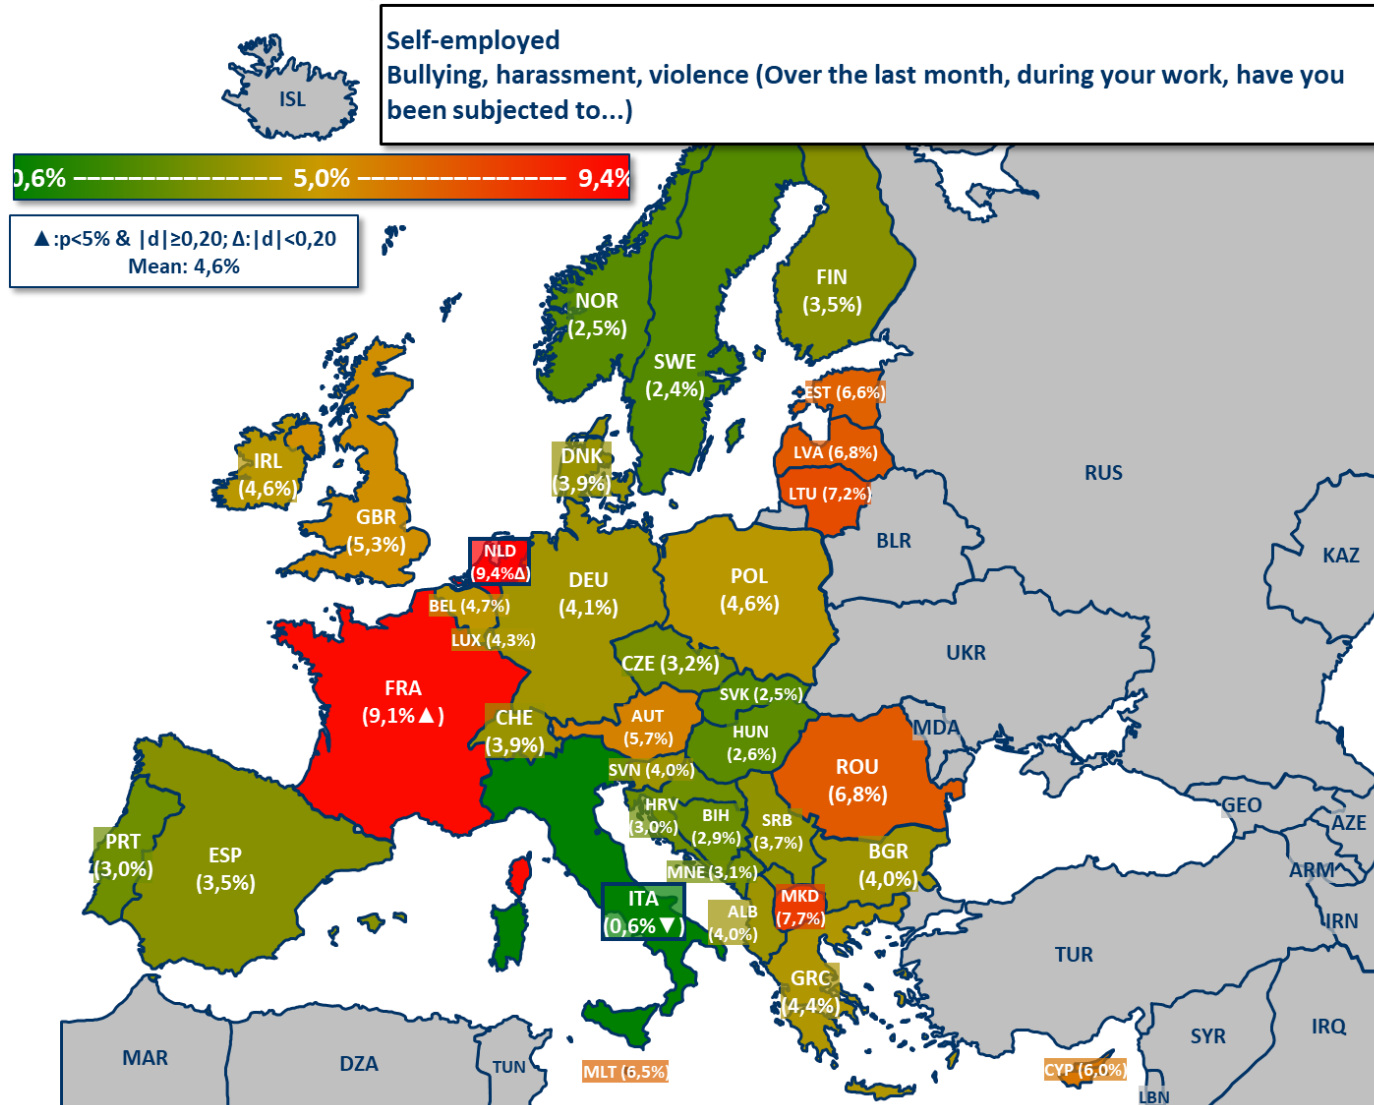 ISL
Self-employed
Bullying, harassment, violence (Over the last month, during your work, have you
been subjected to...)
0,6% ---------------- 5,0% ---------------- 9,4%
▲:p<5% & |d|≥0,20; Δ:|d|<0,20
Mean: 4,6%
NOR
(2,5%)
FIN
(3,5%)
SWE
(2,4%)
EST (6,6%)
LVA (6,8%)
LTU (7,2%)
RUS
IRL
(4,6%)
DNK
(3,9%)
GBR
(5,3%)
BLR
KAZ
NLD
(9,4%Δ)
DEU
(4,1%)
POL
(4,6%)
BEL (4,7%)
LUX (4,3%)
UKR
CZE (3,2%)
FRA
(9,1%▲)
SVK (2,5%)
CHE
(3,9%)
AUT
(5,7%)
HUN
(2,6%)
MDA
SVN (4,0%)
ROU
(6,8%)
HRV
(3,0%)
BIH
(2,9%)
SRB
(3,7%)
GEO
AZE
PRT
(3,0%)
ESP
(3,5%)
BGR
(4,0%)
MNE (3,1%)
ARM
ITA
(0,6%▼)
ALB
(4,0%)
MKD
(7,7%)
IRN
TUR
GRC
(4,4%)
SYR
IRQ
MAR
DZA
TUN
MLT (6,5%)
CYP (6,0%)
LBN